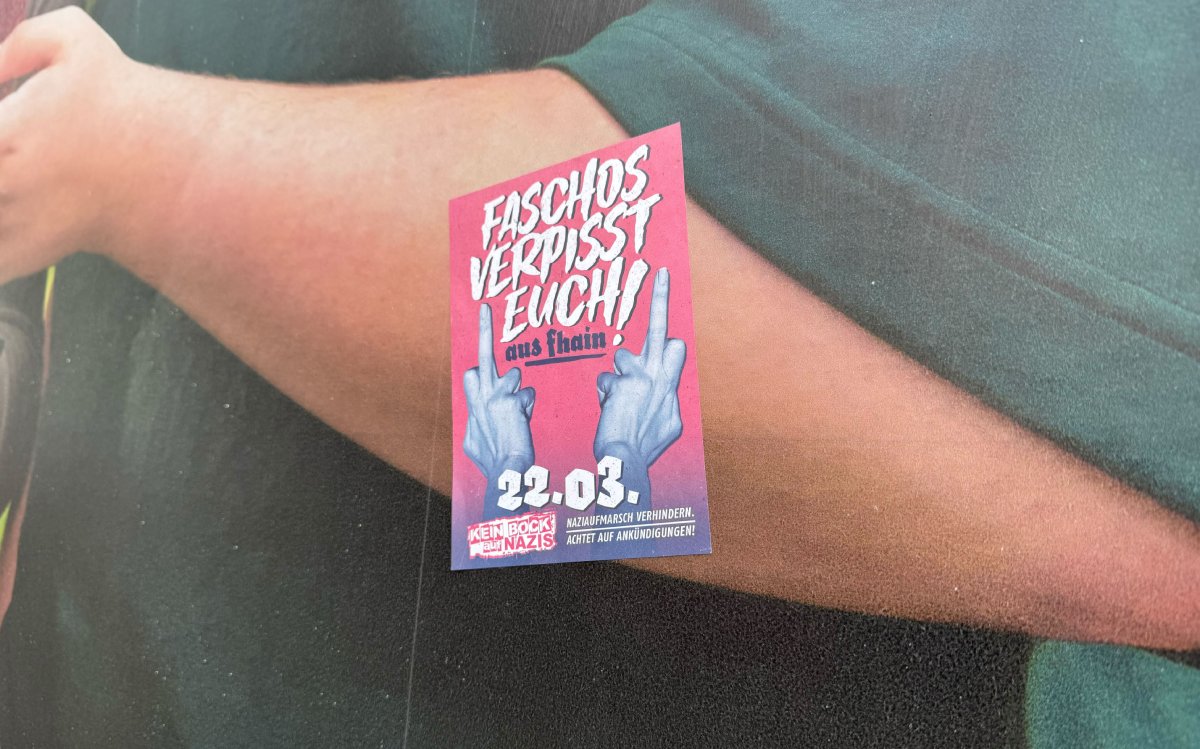 FASCHOS
VERPISST
EUCH!
aus fhain
22.03.
KEIN BOCK
auf NAZIS
NAZIAUFMARSCH VERHINDERN.
ACHTET AUF ANKÜNDIGUNGEN!